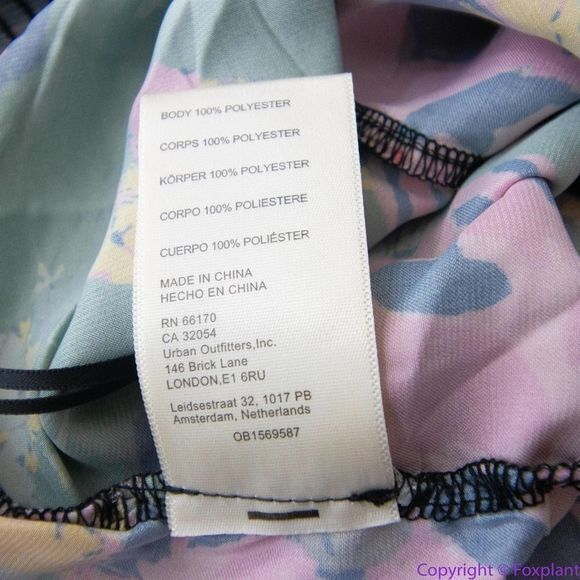 BODY 100% POLYESTER
CORPS 100% POLYESTER
KÖRPER 100% POLYESTER
CORPO 100% POLIESTERE
CUERPO 100% POLIÉSTER
MADE IN CHINA
HECHO EN CHINA
RN 66170
CA 32054
Urban Outfitters,Inc.
146 Brick Lane
LONDON,E1 6RU
Leidsestraat 32, 1017 PB
Amsterdam, Netherlands
OB1569587
Copyright © Foxplant